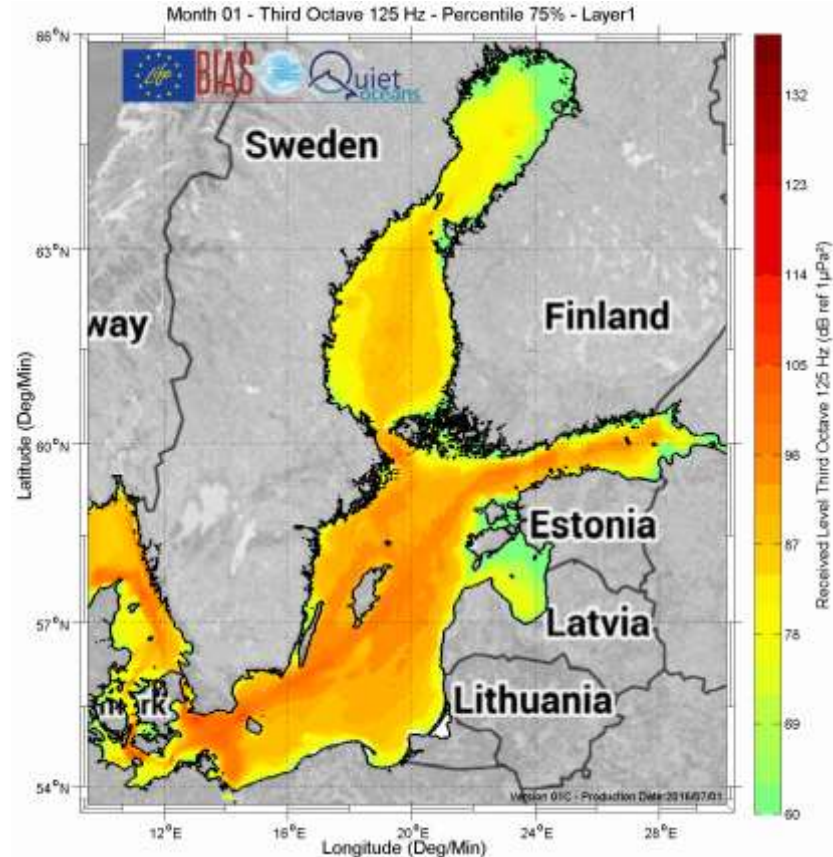 Month 01 - Third Octave 125 Hz - Percentile 75% - Layer1
66°N
life
BIAS
Quiet
oceans
Sweden
63°N
Finland
way
60°N
Estonia
57°N
Latvia
Lithuania
rk
54°N
Version 01C - Production Date:2016/07/01
12°E
16°E
20°E
24°E
28°E
Longitude (Deg/Min)
Latitude (Deg/Min)
132
123
114
105
96
87
78
69
60
Received Level Third Octave 125 Hz (dB ref 1µPa²)